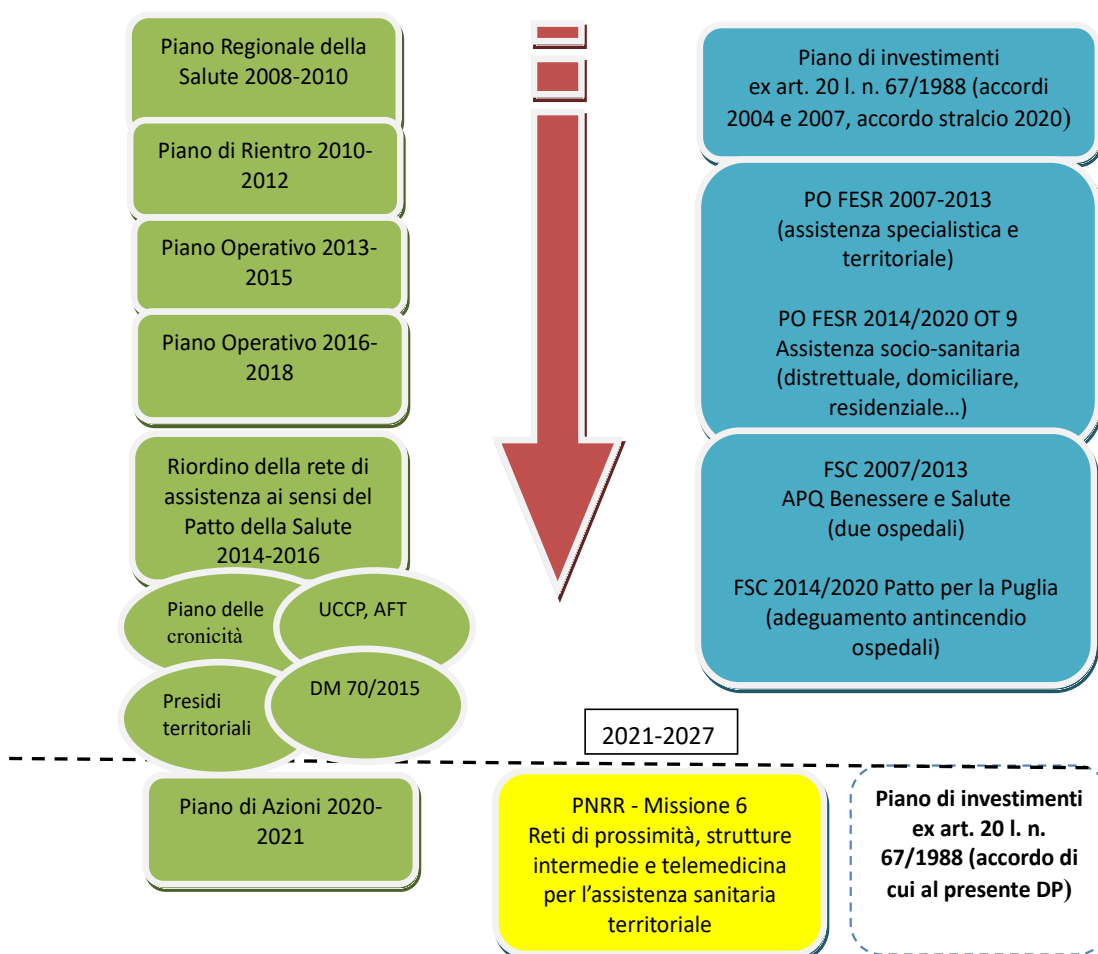 Piano Regionale della
Salute 2008-2010
Piano di Rientro 2010-
2012
Piano Operativo 2013-
2015
Piano Operativo 2016-
2018
Riordino della rete di
assistenza ai sensi del
Patto della Salute
2014-2016
Piano delle
cronicità
UCCP, AFT
Presidi
territoriali
DM 70/2015
Piano di investimenti
ex art. 20 l. n. 67/1988 (accordi
2004 e 2007, accordo stralcio 2020)
PO FESR 2007-2013
(assistenza specialistica e
territoriale)
PO FESR 2014/2020 OT 9
Assistenza socio-sanitaria
(distrettuale, domiciliare,
residenziale…)
FSC 2007/2013
APQ Benessere e Salute
(due ospedali)
FSC 2014/2020 Patto per la Puglia
(adeguamento antincendio
ospedali)
2021-2027
Piano di Azioni 2020-
2021
PNRR - Missione 6
Reti di prossimità, strutture
intermedie e telemedicina
per l’assistenza sanitaria
territoriale
Piano di investimenti
ex art. 20 l. n.
67/1988 (accordo di
cui al presente DP)